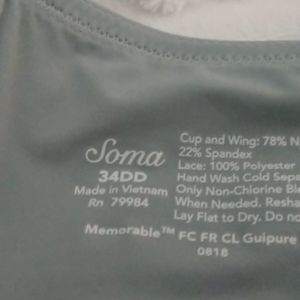 Soma
34DD
Made in Vietnam
Rn 79984
Cup and Wing: 78% N
22% Spandex
Lace: 100% Polyester
Hand Wash Cold Sepa
Only Non-Chlorine Ble
When Needed. Resha
Lay Flat to Dry. Do no
Memorable™ FC FR CL Guipure
0818